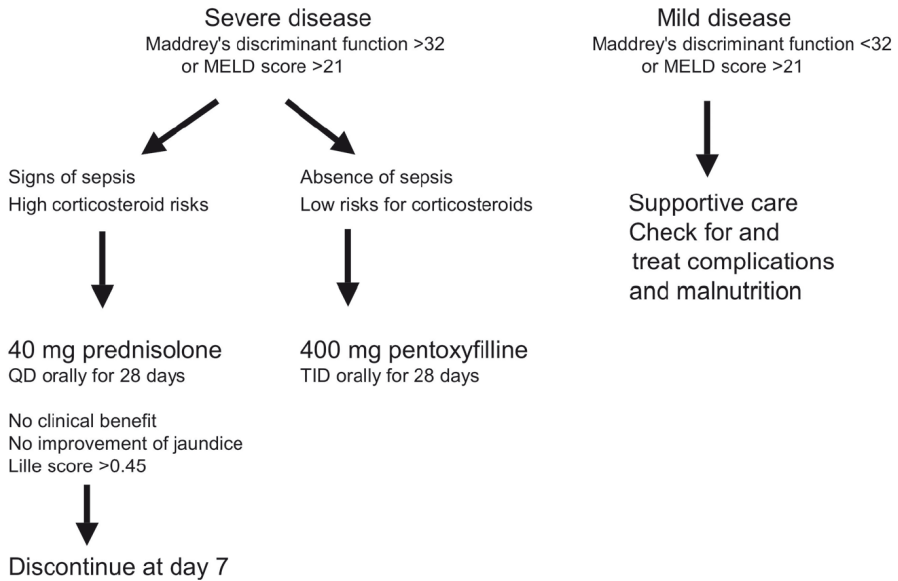 Severe disease
Maddrey's discriminant function >32
or MELD score >21
Mild disease
Maddrey's discriminant function <32
or MELD score >21
Signs of sepsis
High corticosteroid risks
Absence of sepsis
Low risks for corticosteroids
Supportive care
Check for and
treat complications
and malnutrition
40 mg prednisolone
QD orally for 28 days
400 mg pentoxyfilline
TID orally for 28 days
No clinical benefit
No improvement of jaundice
Lille score >0.45
Discontinue at day 7